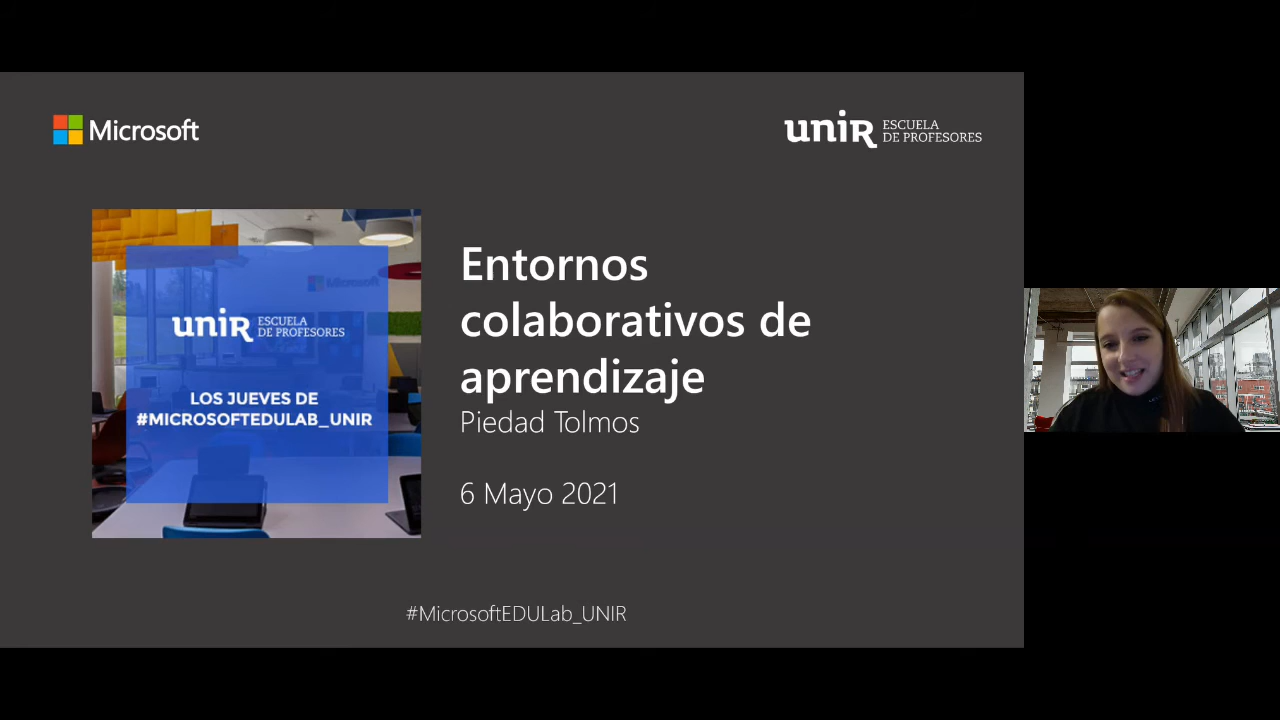 Microsoft
unir ESCUELA
DE PROFESORES
Microsoft
unir ESCUELA
DE PROFESORES
LOS JUEVES DE
#MICROSOFTEDULAB_UNIR
Entornos
colaborativos de
aprendizaje
Piedad Tolmos
6 Mayo 2021
#MicrosoftEDULab_UNIR